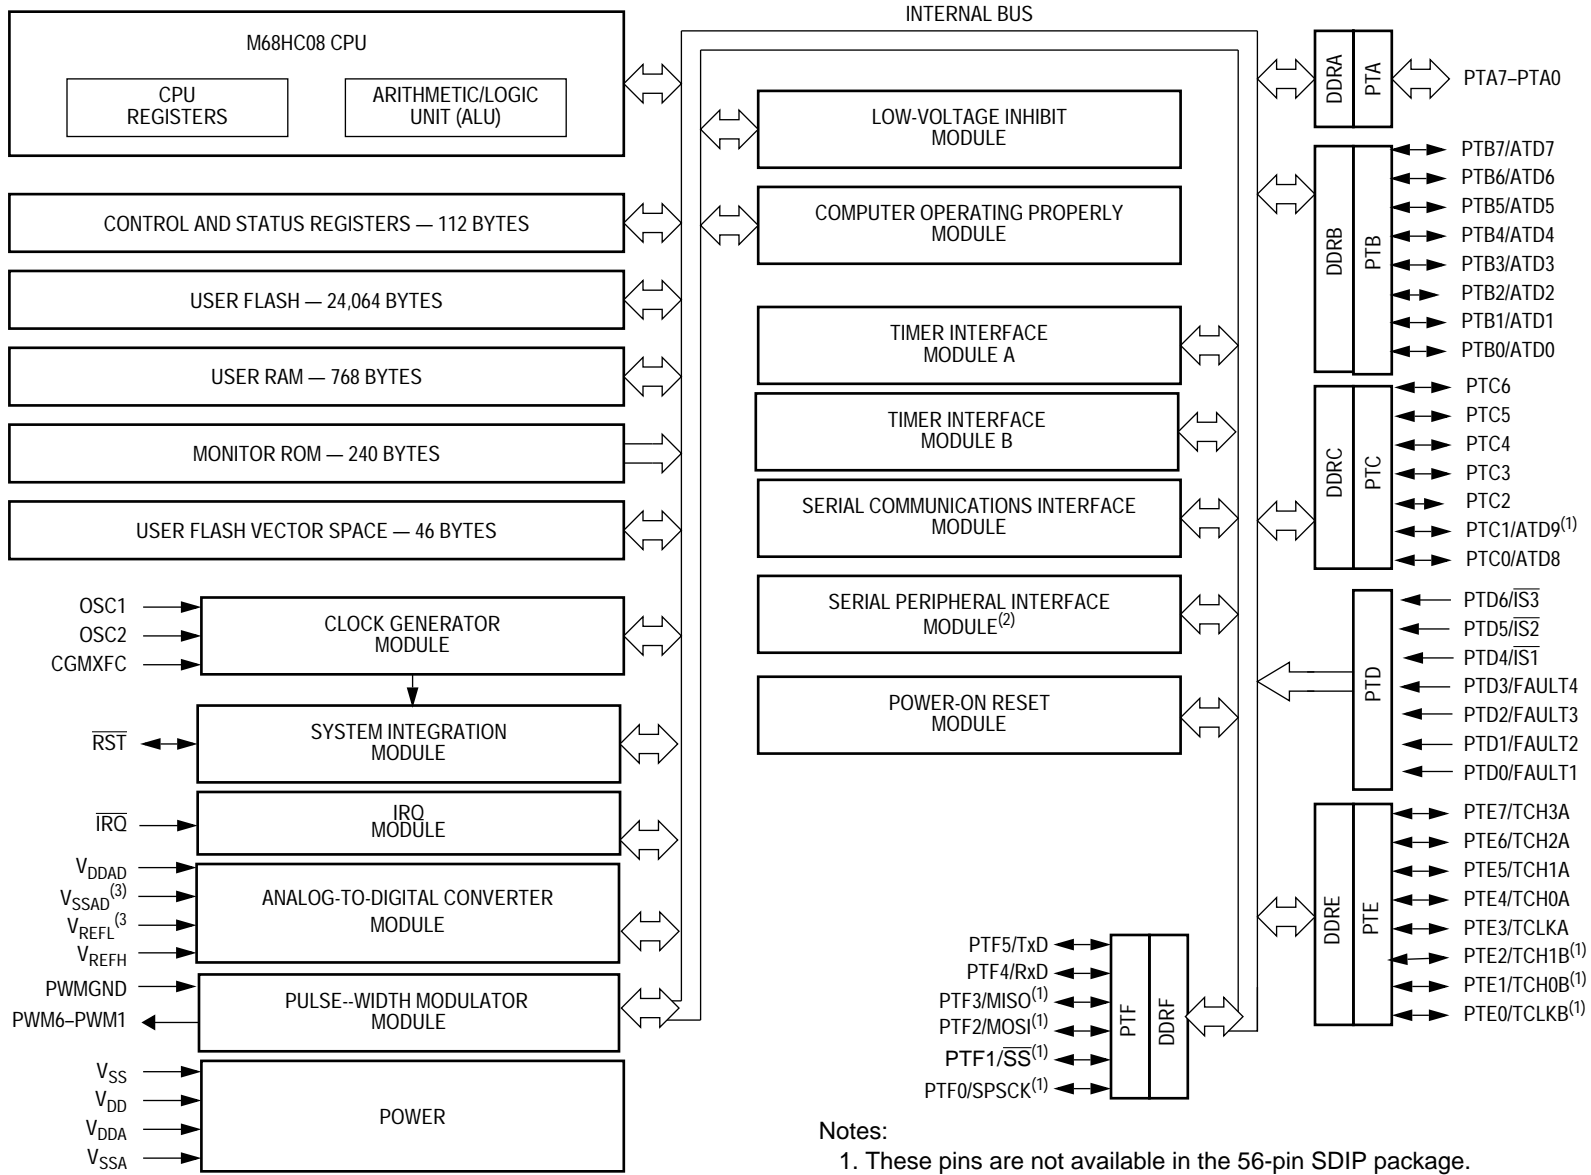 INTERNAL BUS
M68HC08 CPU
CPU
REGISTERS
ARITHMETIC/LOGIC
UNIT (ALU)
CONTROL AND STATUS REGISTERS — 112 BYTES
USER FLASH — 24,064 BYTES
USER RAM — 768 BYTES
MONITOR ROM — 240 BYTES
USER FLASH VECTOR SPACE — 46 BYTES
OSC1
OSC2
CGMXFC
CLOCK GENERATOR
MODULE
RST
SYSTEM INTEGRATION
MODULE
IRQ
IRQ
MODULE
VDDAD
VSSAD(3)
VREFL(3
VREFH
ANALOG-TO-DIGITAL CONVERTER
MODULE
PWMGND
PWM6–PWM1
PULSE--WIDTH MODULATOR
MODULE
VSS
VDD
VDDA
VSSA
POWER
LOW-VOLTAGE INHIBIT
MODULE
COMPUTER OPERATING PROPERLY
MODULE
TIMER INTERFACE
MODULE A
TIMER INTERFACE
MODULE B
SERIAL COMMUNICATIONS INTERFACE
MODULE
SERIAL PERIPHERAL INTERFACE
MODULE(2)
POWER-ON RESET
MODULE
PTF5/TxD
PTF4/RxD
PTF3/MISO(1)
PTF2/MOSI(1)
PTF1/SS(1)
PTF0/SPSCK(1)
PTF
DDRF
DDRA
PTA
PTA7–PTA0
DDRB
PTB
PTB7/ATD7
PTB6/ATD6
PTB5/ATD5
PTB4/ATD4
PTB3/ATD3
PTB2/ATD2
PTB1/ATD1
PTB0/ATD0
DDRC
PTC
PTC6
PTC5
PTC4
PTC3
PTC2
PTC1/ATD9(1)
PTC0/ATD8
PTD
PTD6/IS3
PTD5/IS2
PTD4/IS1
PTD3/FAULT4
PTD2/FAULT3
PTD1/FAULT2
PTD0/FAULT1
DDRE
PTE
PTE7/TCH3A
PTE6/TCH2A
PTE5/TCH1A
PTE4/TCH0A
PTE3/TCLKA
PTE2/TCH1B(1)
PTE1/TCH0B(1)
PTE0/TCLKB(1)
Notes:
1. These pins are not available in the 56-pin SDIP package.